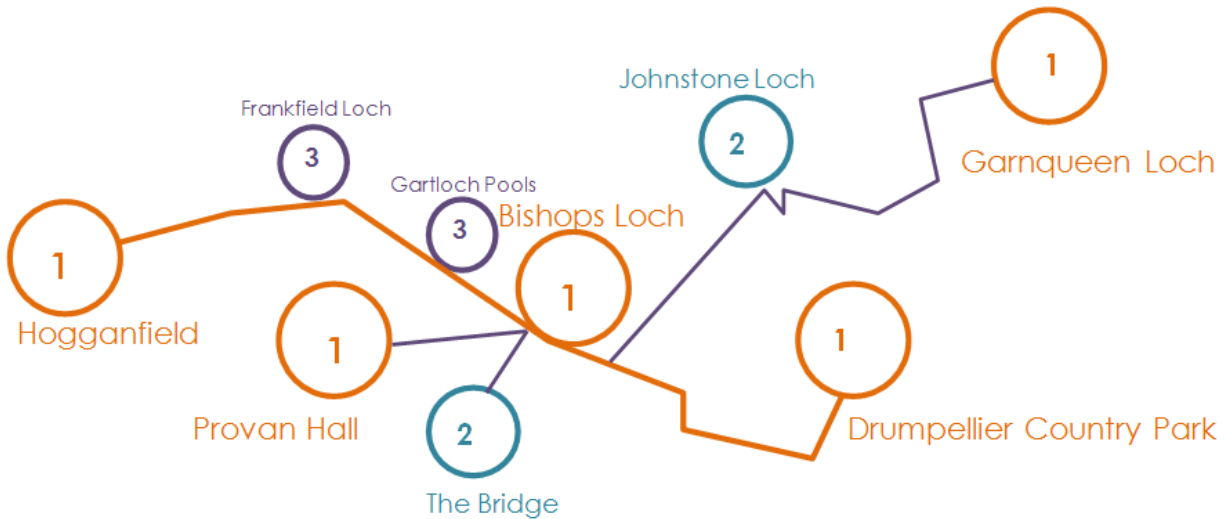 1
Johnstone Loch
2
Garnqueen Loch
Frankfield Loch
3
Gartloch Pools
3
Bishops Loch
1
1
Hogganfield
1
Provan Hall
1
Drumpellier Country Park
2
The Bridge